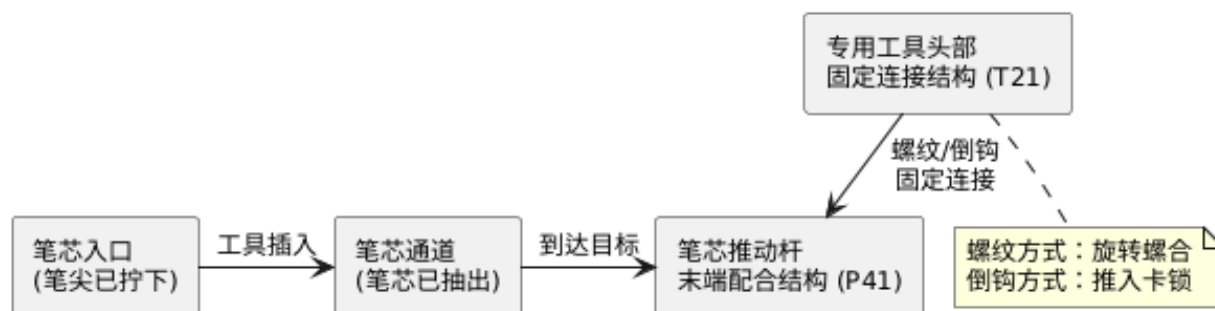 专用工具头部
固定连接结构 (T21)
螺纹/倒钩
固定连接
笔芯入口
(笔尖已拧下)
工具插入
笔芯通道
(笔芯已抽出)
到达目标
笔芯推动杆
末端配合结构 (P41)
螺纹方式：旋转螺合
倒钩方式：推入卡锁